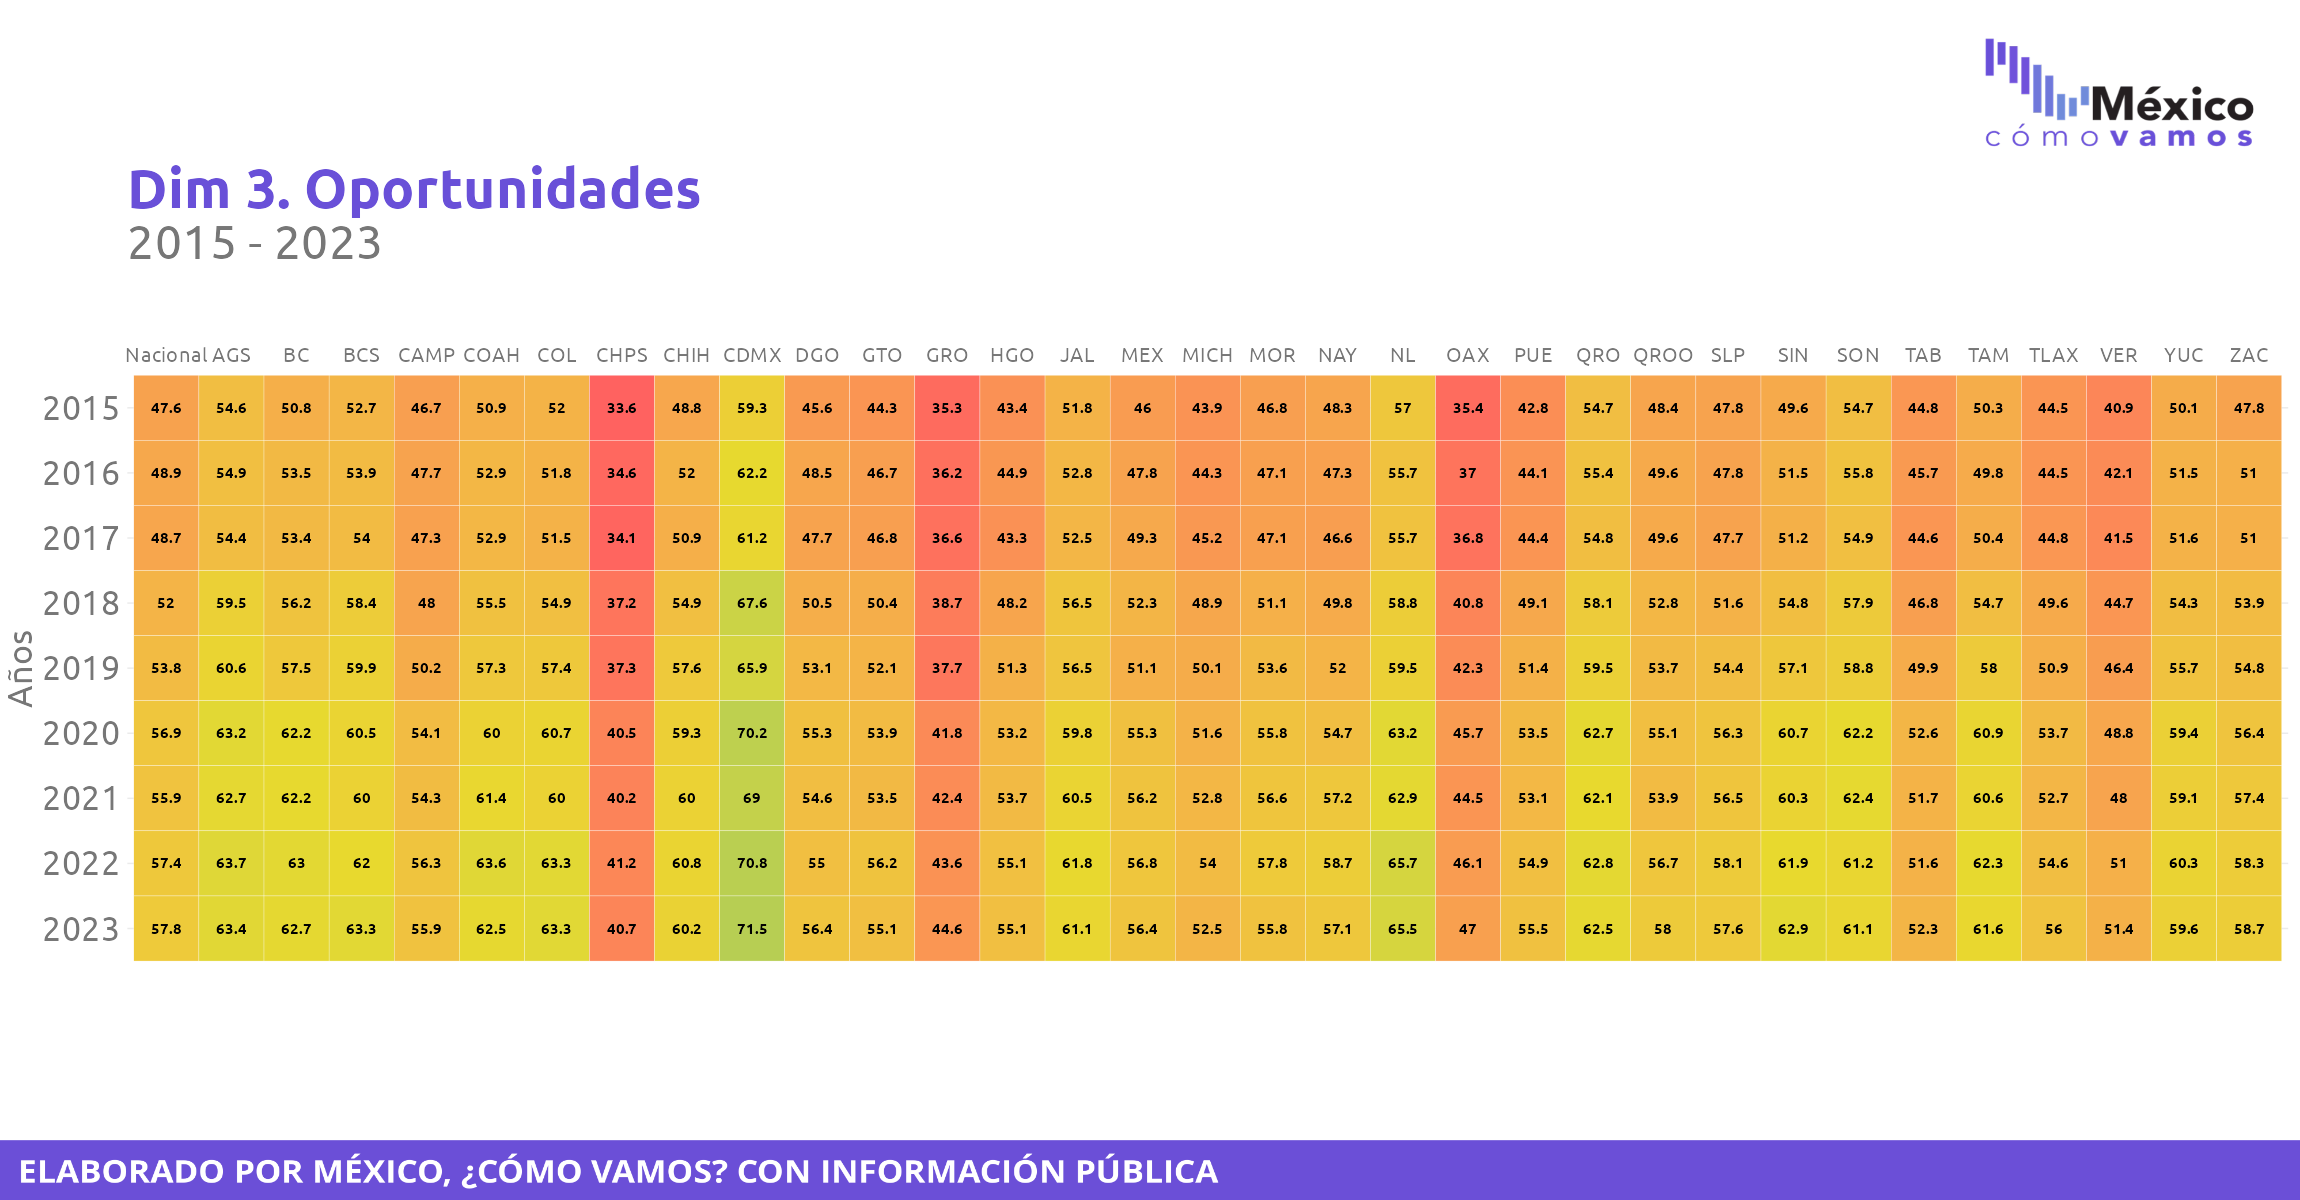 México
cómovamos
Dim 3. Oportunidades
2015 - 2023
Nacional AGS BC BCS CAMP COAH COL CHPS CHIH CDMX DGO GTO GRO HGO JAL MEX MICH MOR NAY NL OAX PUE QRO QROO SLP SIN SON TAB TAM TLAX VER YUC ZAC
2015 47.6 54.6 50.8 52.7 46.7 50.9 52 33.6 48.8 59.3 45.6 44.3 35.3 43.4 51.8 46 43.9 46.8 48.3 57 35.4 42.8 54.7 48.4 47.8 49.6 54.7 44.8 50.3 44.5 40.9 50.1 47.8
2016 48.9 54.9 53.5 53.9 47.7 52.9 51.8 34.6 52 62.2 48.5 46.7 36.2 44.9 52.8 47.8 44.3 47.1 47.3 55.7 37 44.1 55.4 49.6 47.8 51.5 55.8 45.7 49.8 44.5 42.1 51.5 51
2017 48.7 54.4 53.4 54 47.3 52.9 51.5 34.1 50.9 61.2 47.7 46.8 36.6 43.3 52.5 49.3 45.2 47.1 46.6 55.7 36.8 44.4 54.8 49.6 47.7 51.2 54.9 44.6 50.4 44.8 41.5 51.6 51
2018 52 59.5 56.2 58.4 48 55.5 54.9 37.2 54.9 67.6 50.5 50.4 38.7 48.2 56.5 52.3 48.9 51.1 49.8 58.8 40.8 49.1 58.1 52.8 51.6 54.8 57.9 46.8 54.7 49.6 44.7 54.3 53.9
Años
2019 53.8 60.6 57.5 59.9 50.2 57.3 57.4 37.3 57.6 65.9 53.1 52.1 37.7 51.3 56.5 51.1 50.1 53.6 52 59.5 42.3 51.4 59.5 53.7 54.4 57.1 58.8 49.9 58 50.9 46.4 55.7 54.8
2020 56.9 63.2 62.2 60.5 54.1 60 60.7 40.5 59.3 70.2 55.3 53.9 41.8 53.2 59.8 55.3 51.6 55.8 54.7 63.2 45.7 53.5 62.7 55.1 56.3 60.7 62.2 52.6 60.9 53.7 48.8 59.4 56.4
2021 55.9 62.7 62.2 60 54.3 61.4 60 40.2 60 69 54.6 53.5 42.4 53.7 60.5 56.2 52.8 56.6 57.2 62.9 44.5 53.1 62.1 53.9 56.5 60.3 62.4 51.7 60.6 52.7 48 59.1 57.4
2022 57.4 63.7 63 62 56.3 63.6 63.3 41.2 60.8 70.8 55 56.2 43.6 55.1 61.8 56.8 54 57.8 58.7 65.7 46.1 54.9 62.8 56.7 58.1 61.9 61.2 51.6 62.3 54.6 51 60.3 58.3
2023 57.8 63.4 62.7 63.3 55.9 62.5 63.3 40.7 60.2 71.5 56.4 55.1 44.6 55.1 61.1 56.4 52.5 55.8 57.1 65.5 47 55.5 62.5 58 57.6 62.9 61.1 52.3 61.6 56 51.4 59.6 58.7
ELABORADO POR MÉXICO, ¿CÓMO VAMOS? CON INFORMACIÓN PÚBLICA